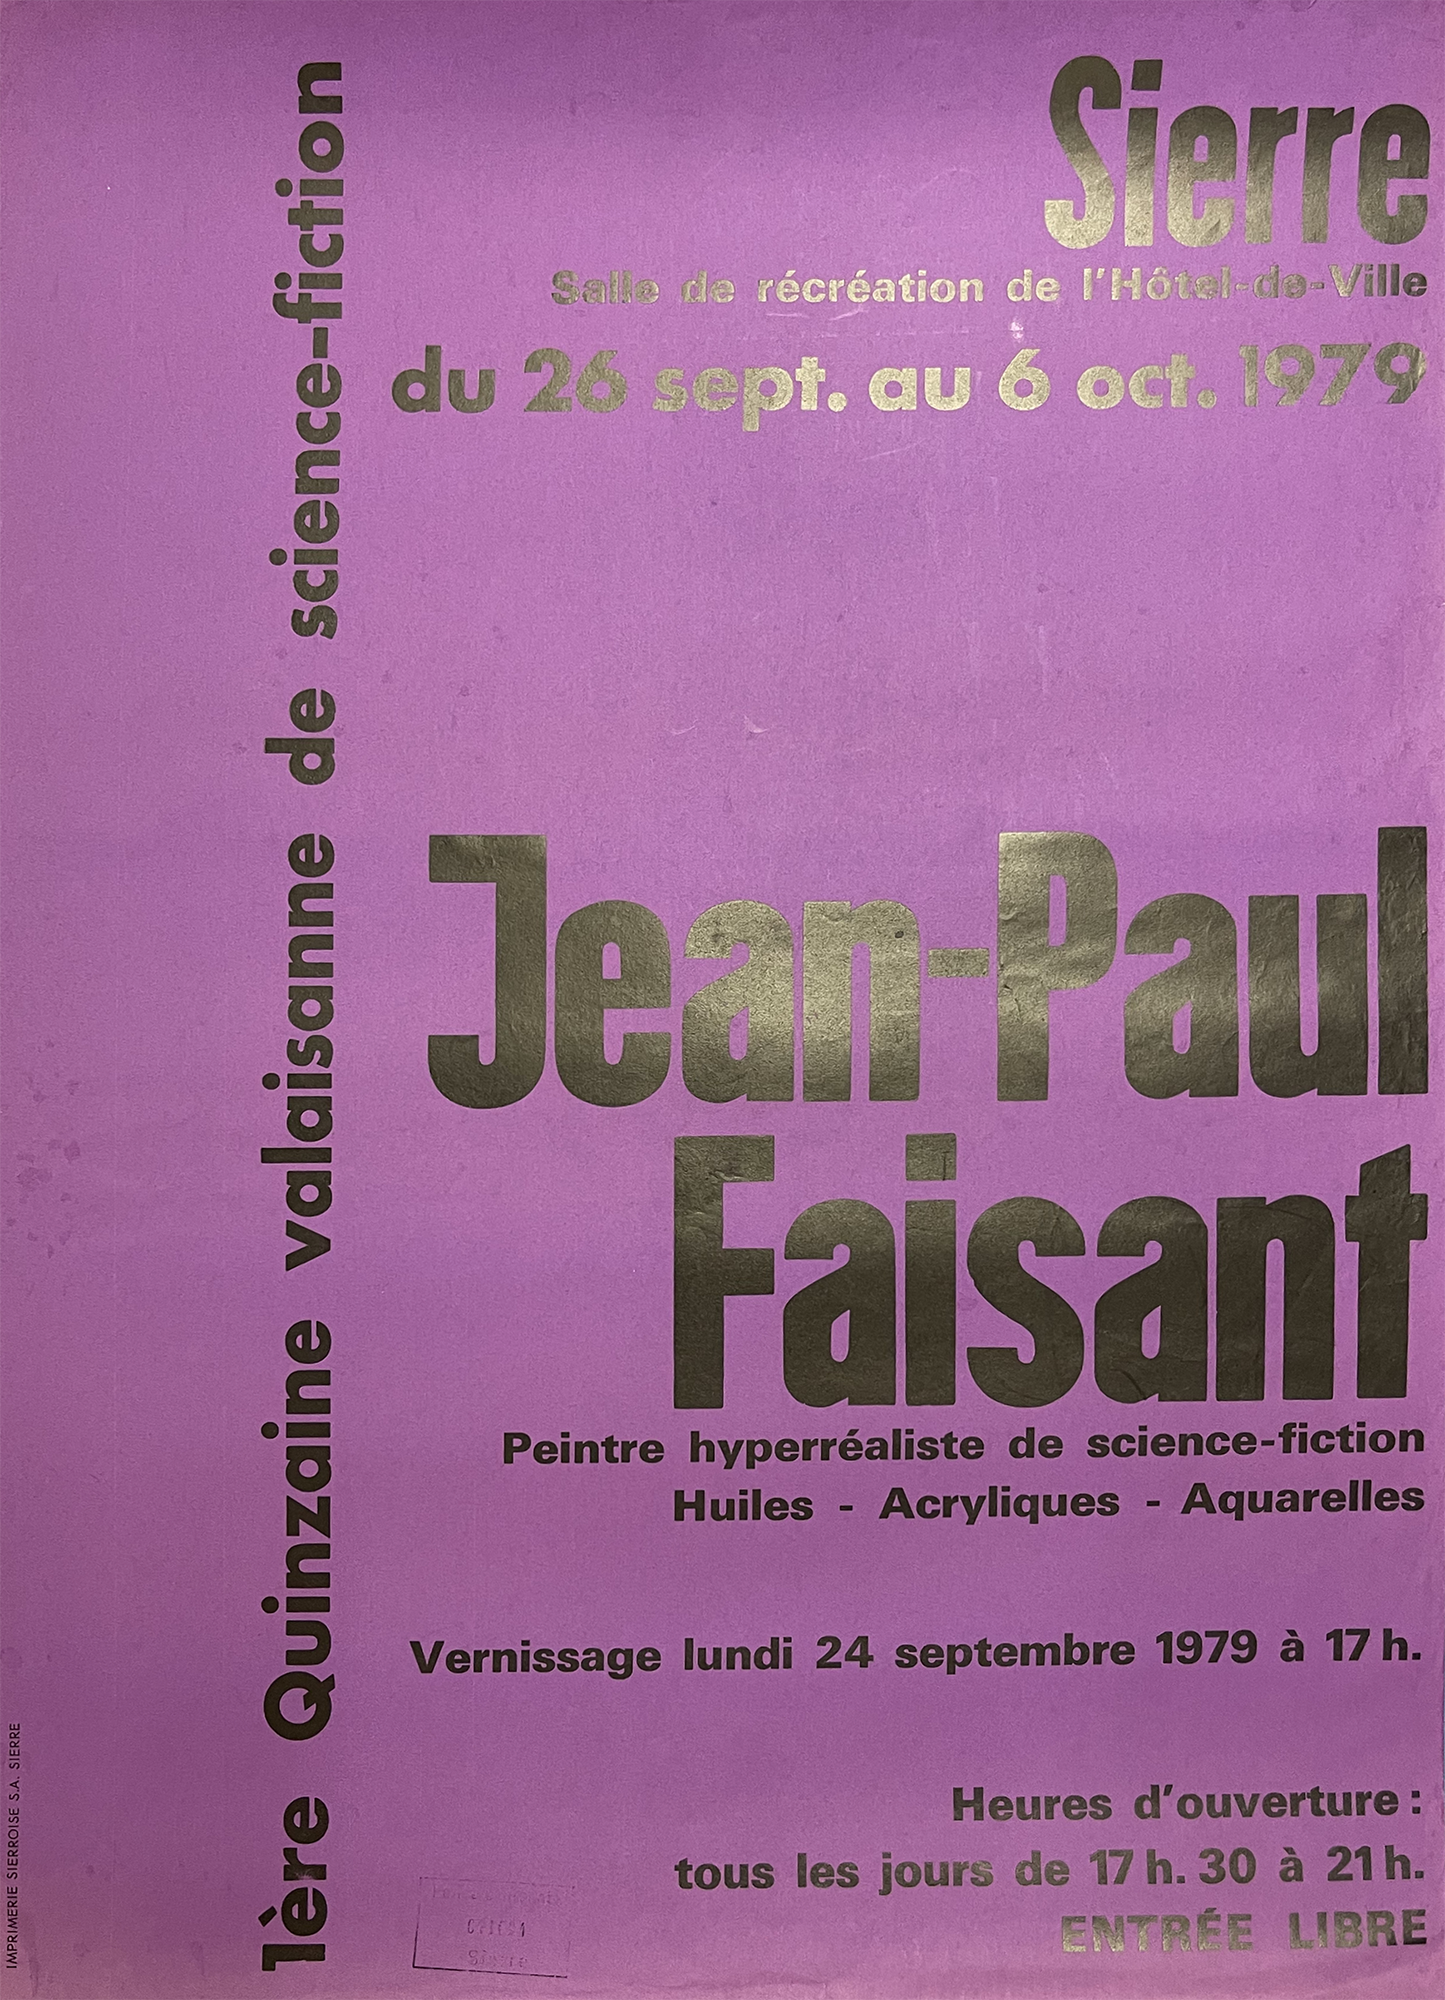 Sierre
Salle de récréation de l'Hôtel-de-Ville
du 26 sept. au 6 oct. 1979
1ère Quinzaine valaisanne de science-fiction
Jean-Paul
Faisant
Peintre hyperréaliste de science-fiction
Huiles - Acryliques - Aquarelles
Vernissage lundi 24 septembre 1979 à 17 h.
Heures d'ouverture :
tous les jours de 17 h. 30 à 21 h.
ENTRÉE LIBRE
IMPRIMERIE SIERROISE S.A. SIERRE